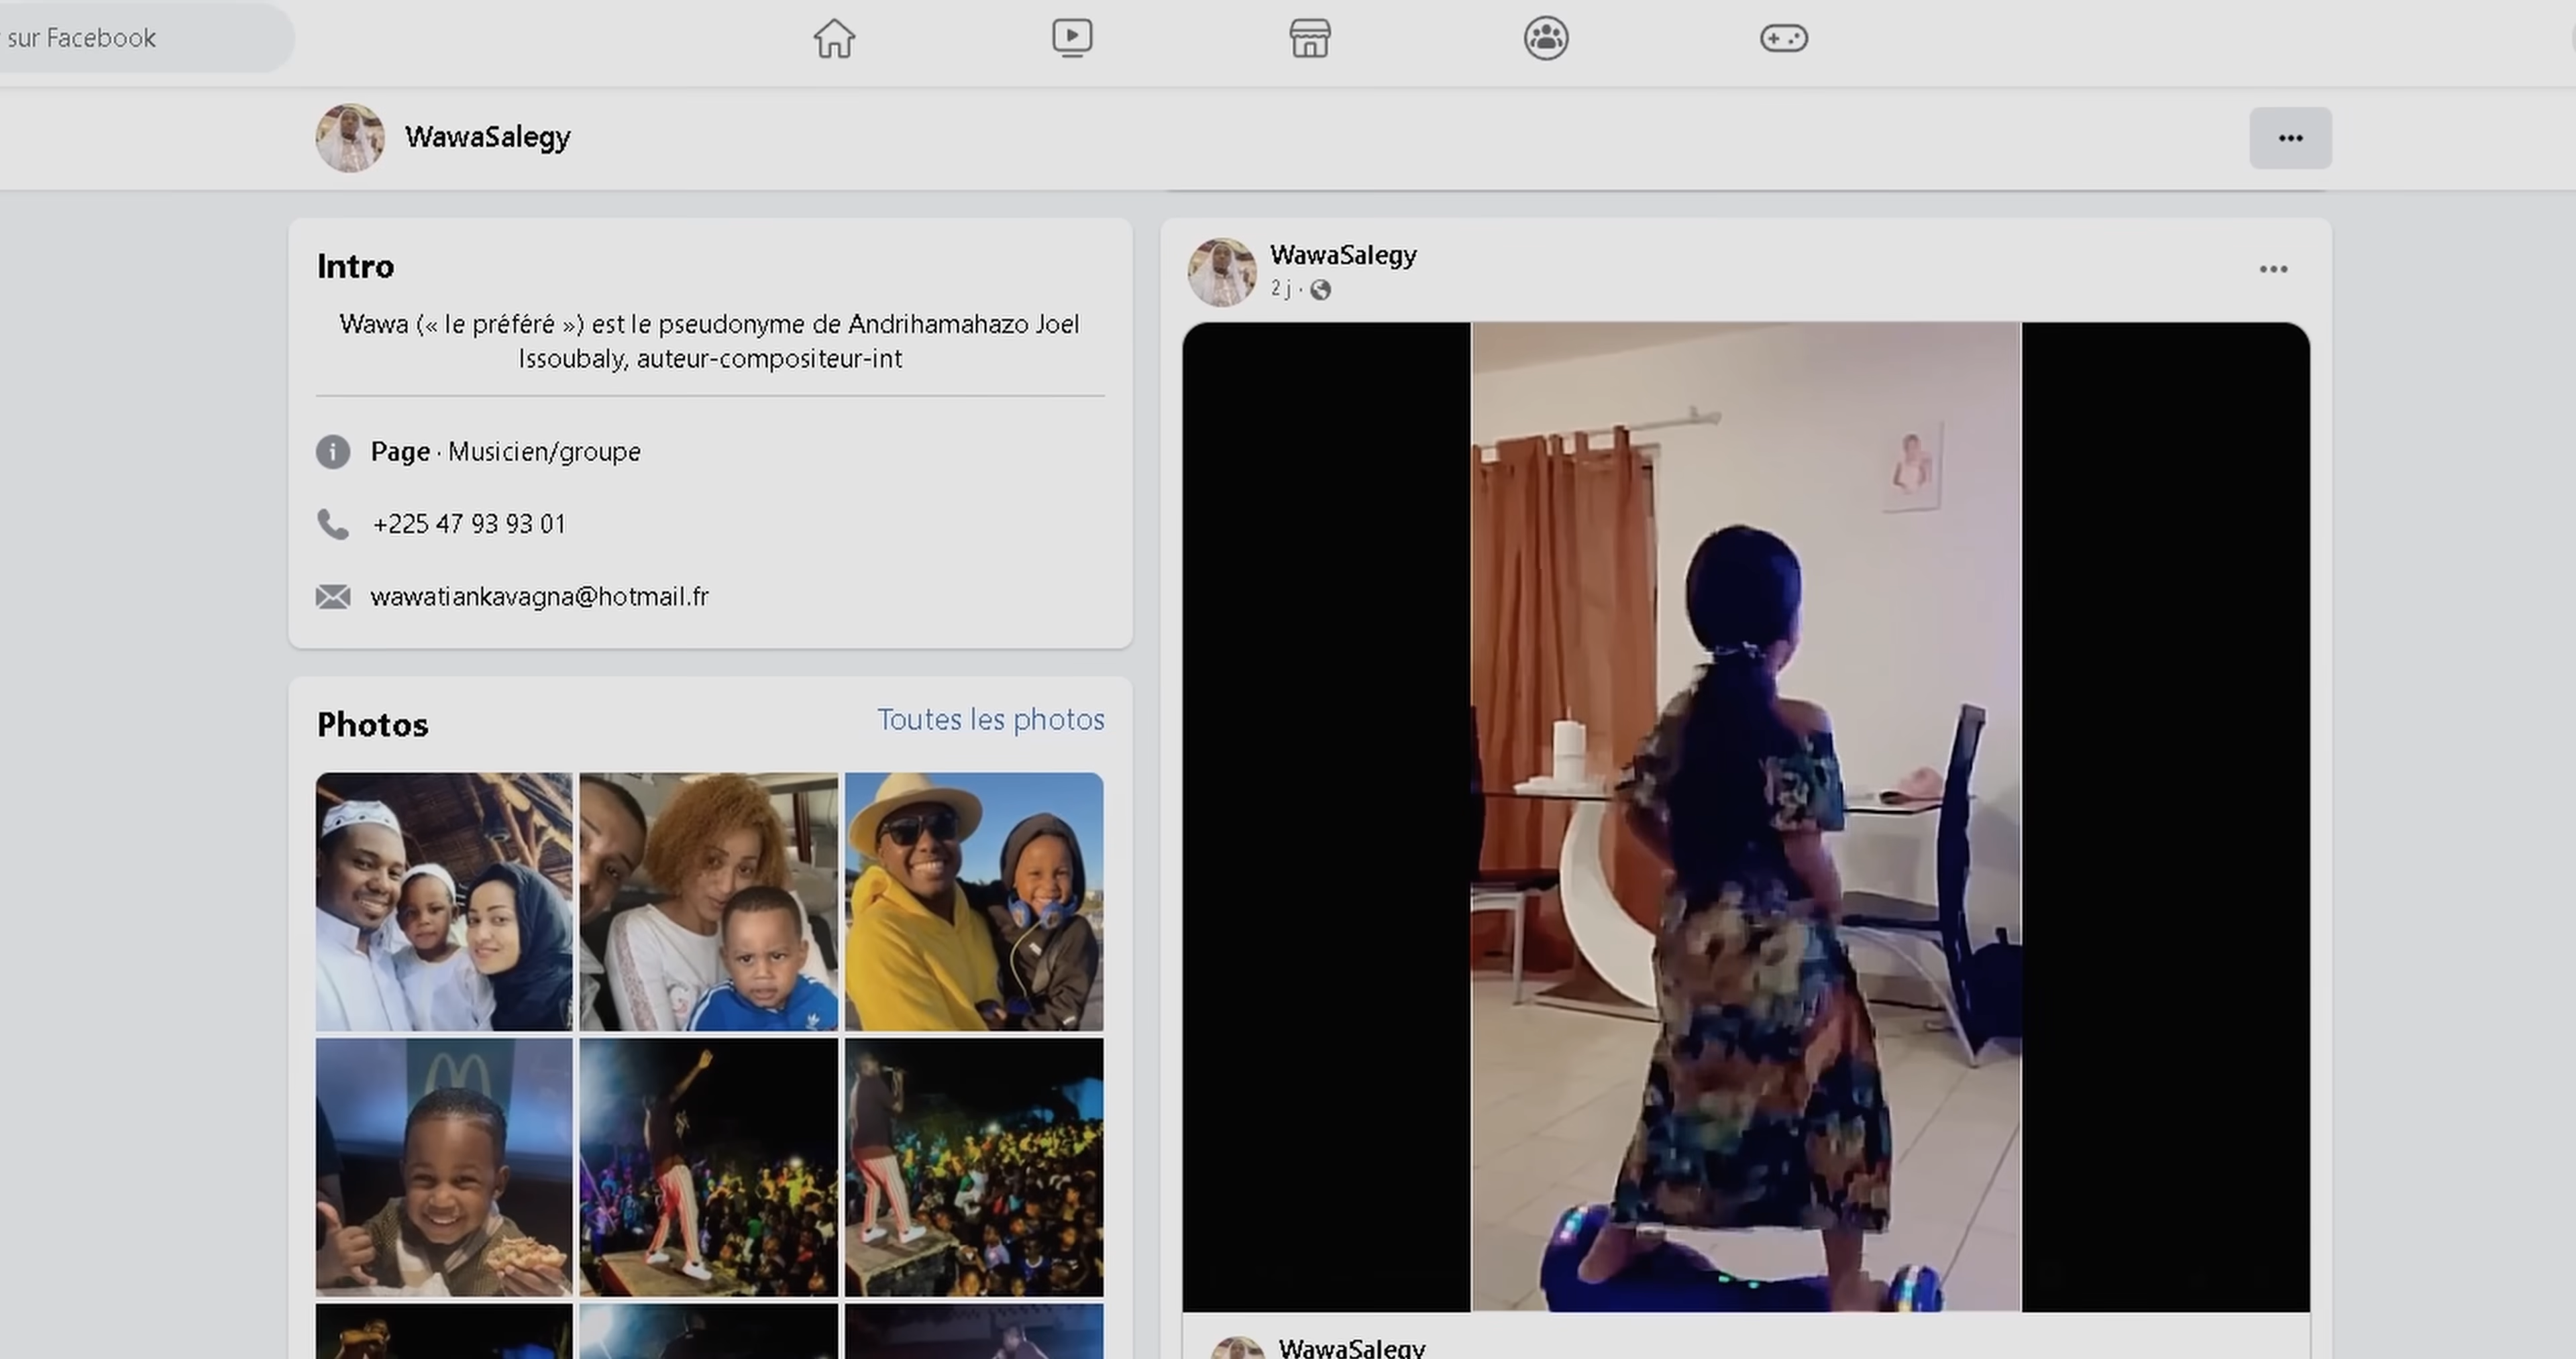 sur Facebook
WawaSalegy
Intro
Wawa (« le préféré ») est le pseudonyme de Andrihamahazo Joel
Issoubaly, auteur-compositeur-int
Page · Musicien/groupe
+225 47 93 93 01
wawatiankavagna@hotmail.fr
Photos
Toutes les photos
WawaSalegy
2 j ·
WawaSalegy